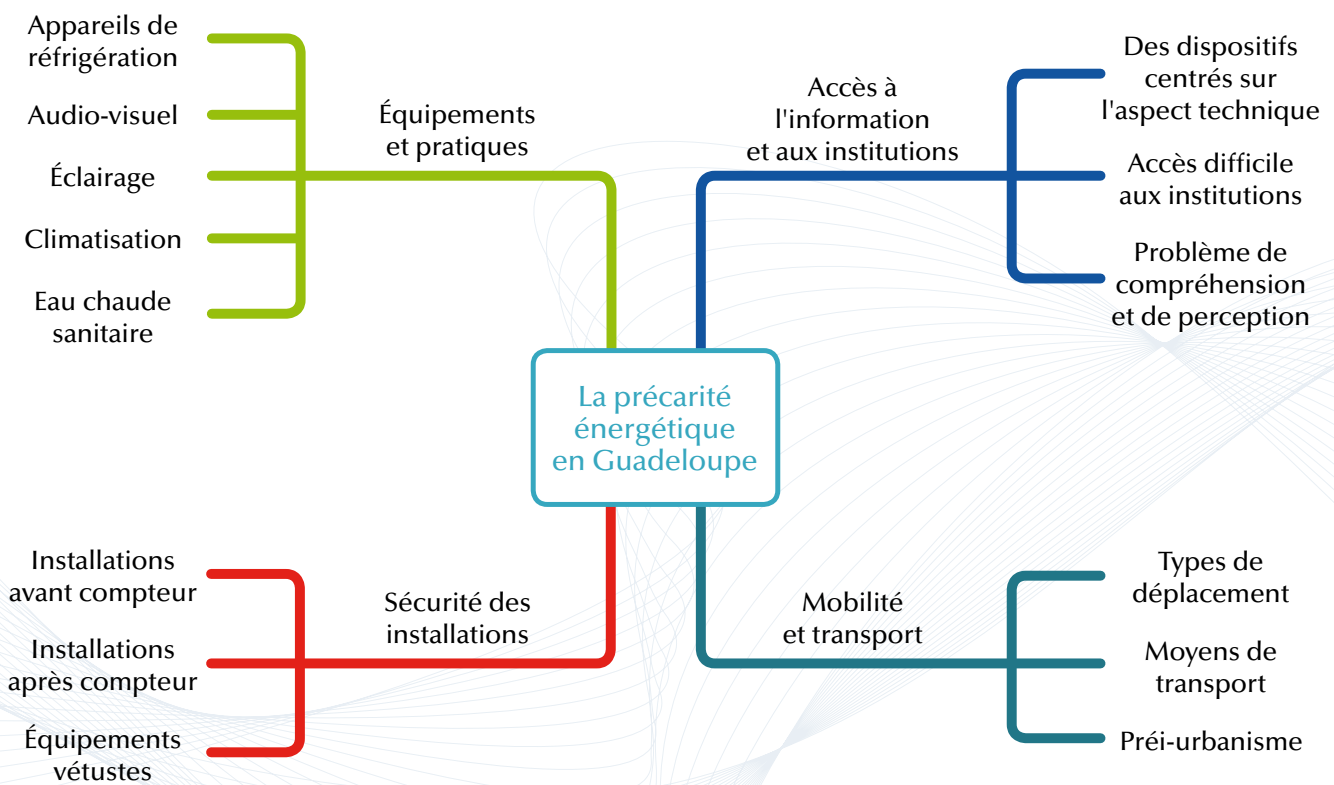 Appareils de
réfrigération
Audio-visuel
Éclairage
Climatisation
Eau chaude
sanitaire
Équipements
et pratiques
Accès à
l'information
et aux institutions
Des dispositifs
centrés sur
l'aspect technique
Accès difficile
aux institutions
Problème de
compréhension
et de perception
La précarité
énergétique
en Guadeloupe
Installations
avant compteur
Installations
après compteur
Équipements
vétustes
Sécurité des
installations
Mobilité
et transport
Types de
déplacement
Moyens de
transport
Préi-urbanisme